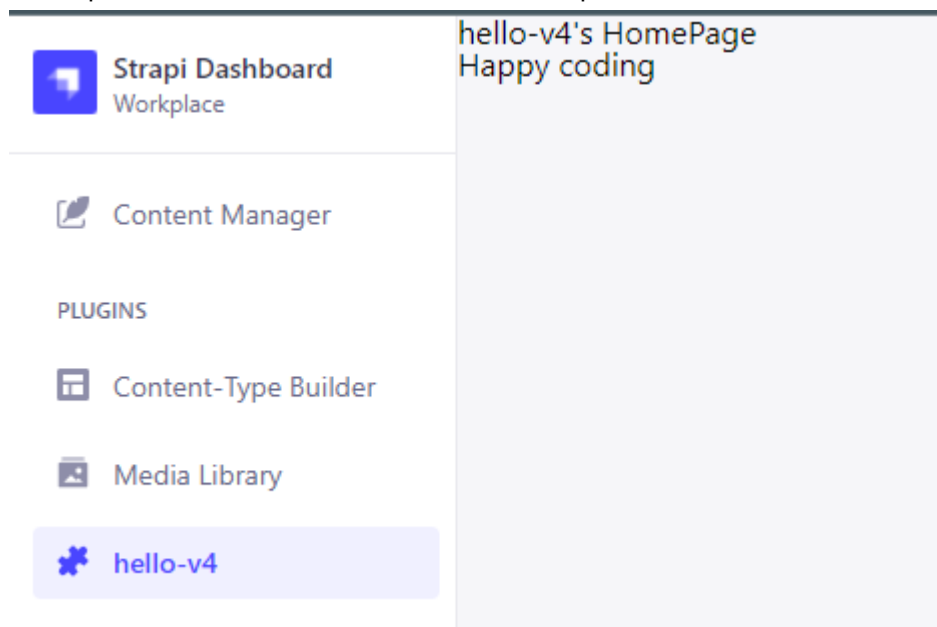 Strapi Dashboard
Workplace
Content Manager
PLUGINS
Content-Type Builder
Media Library
hello-v4
hello-v4's HomePage
Happy coding